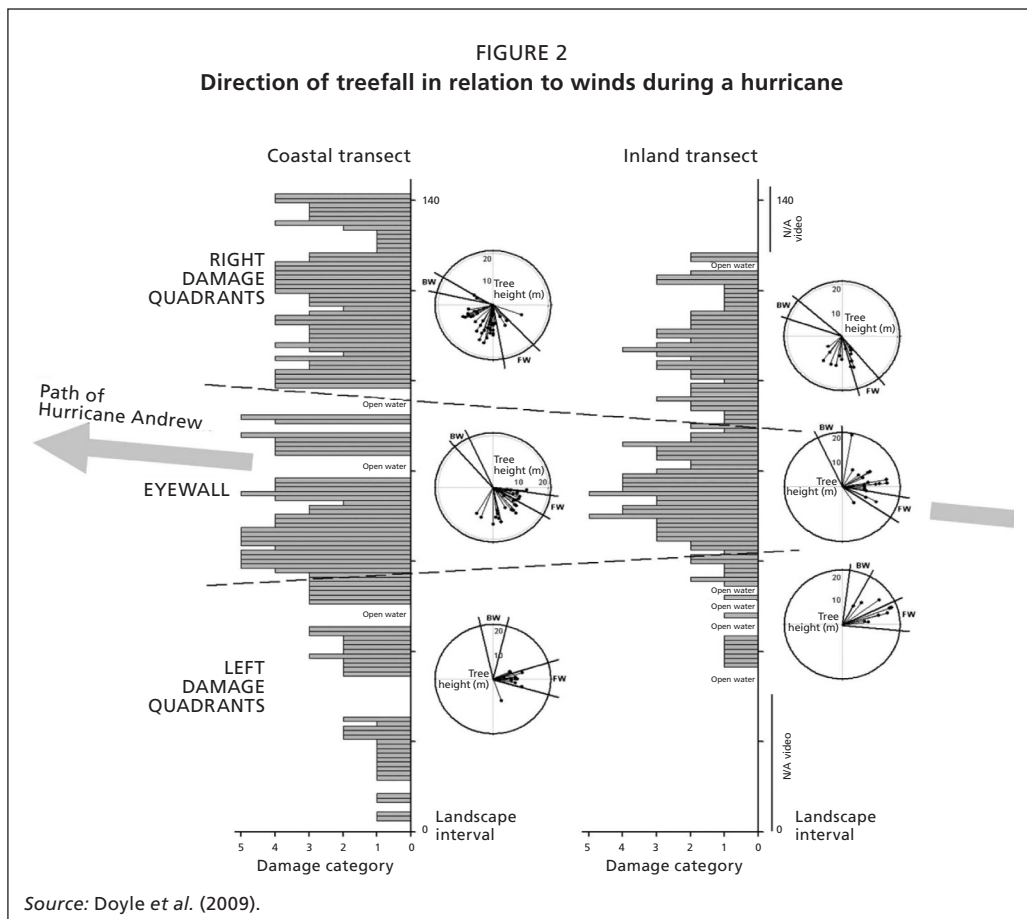 FIGURE 2
Direction of treefall in relation to winds during a hurricane
Coastal transect
Inland transect
140
RIGHT
DAMAGE
QUADRANTS
Path of
Hurricane Andrew
EYEWALL
LEFT
DAMAGE
QUADRANTS
Open water
Open water
Open water
0
Landscape
interval
5 4 3 2 1 0
Damage category
20
10
BW
Tree
height (m)
FW
BW
Tree
height (m)
10 20
FW
BW
20
10
Tree
height (m)
FW
140
N/A
video
Open water
Open water
Open water
Open water
Open water
N/A video
0
Landscape
interval
5 4 3 2 1 0
Damage category
20
10
BW
Tree
height (m)
FW
BW
20
10
Tree
height (m)
FW
BW
20
10
Tree
height (m)
FW
Source: Doyle et al. (2009).